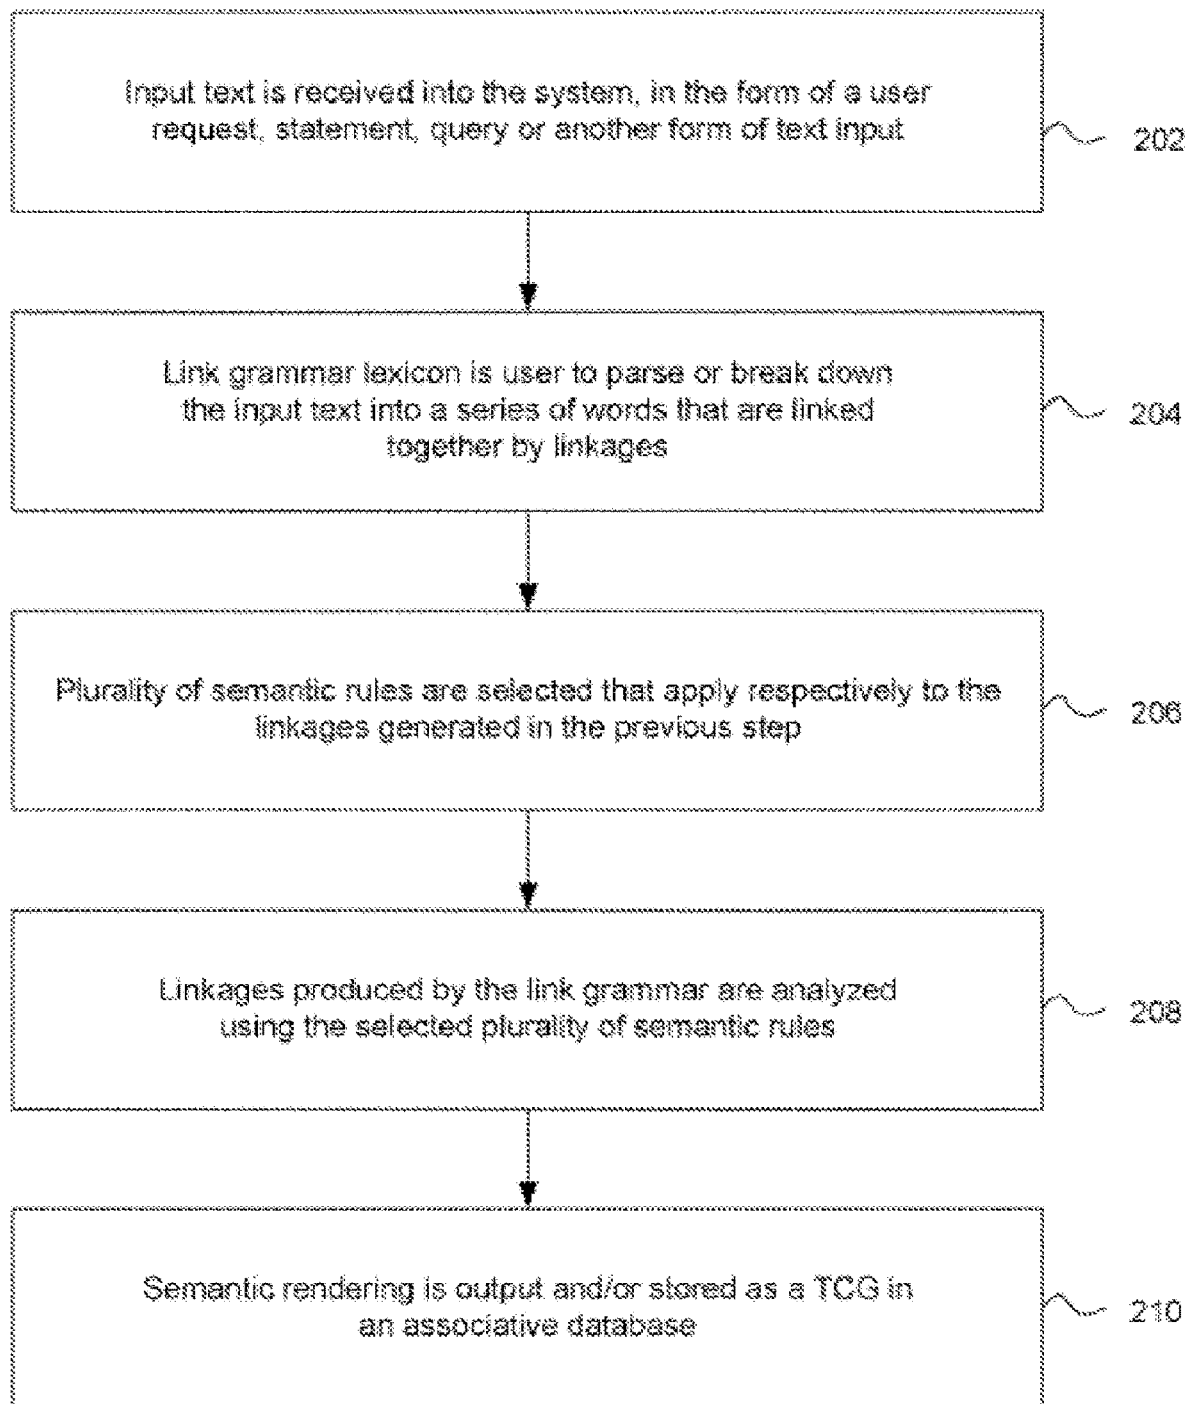 Input text is received into the system, in the form of a user
request, statement, query or another form of text input
202
Link grammar lexicon is user to parse or break down
the input text into a series of words that are linked
together by linkages
204
Plurality of semantic rules are selected that apply respectively to the
linkages generated in the previous step
206
Linkages produced by the link grammar are analyzed
using the selected plurality of semantic rules
208
Semantic rendering is output and/or stored as a TCG in
an associative database
210